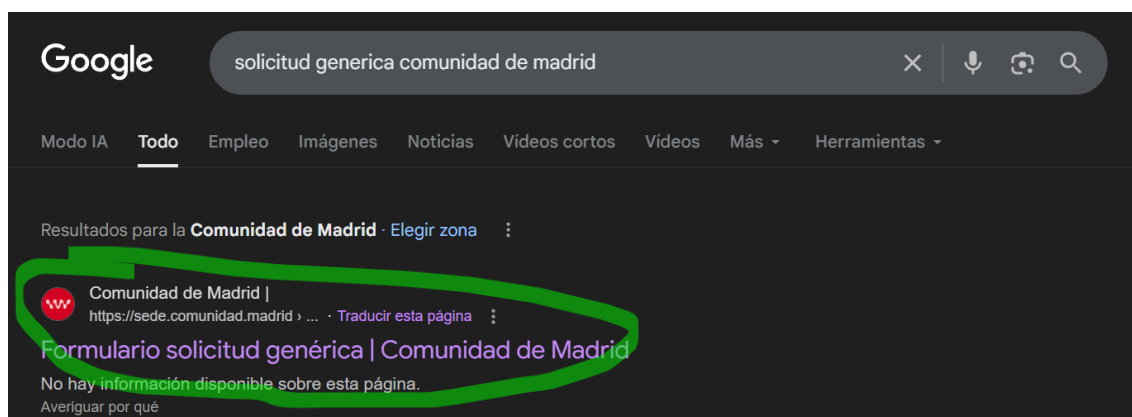 Google
solicitud generica comunidad de madrid
Modo IA Todo Empleo Imágenes Noticias Vídeos cortos Vídeos Más Herramientas
Resultados para la Comunidad de Madrid · Elegir zona
Comunidad de Madrid |
https://sede.comunidad.madrid › ... · Traducir esta página
Formulario solicitud genérica | Comunidad de Madrid
No hay información disponible sobre esta página.
Averiguar por qué